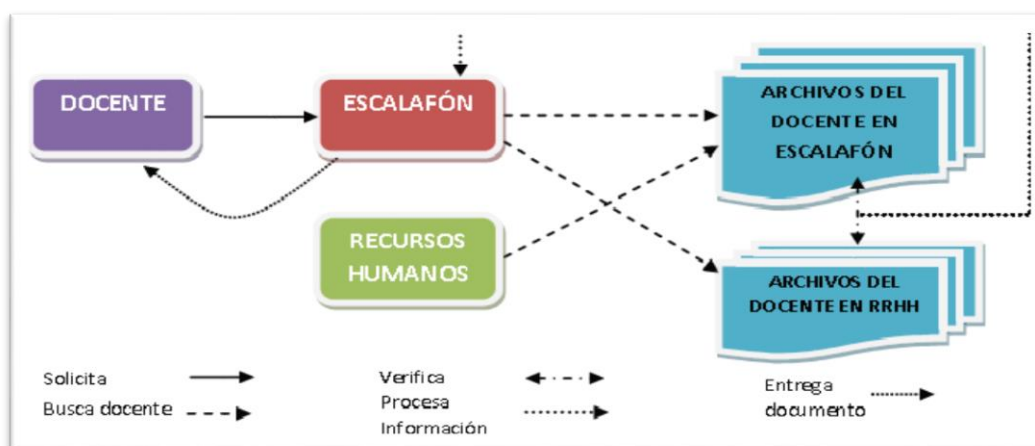 DOCENTE
ESCALAFÓN
ARCHIVOS DEL
DOCENTE EN
ESCALAFÓN
RECURSOS
HUMANOS
ARCHIVOS DEL
DOCENTE EN RRHH
Solicita
Busca docente
Verifica
Procesa
Información
Entrega
documento